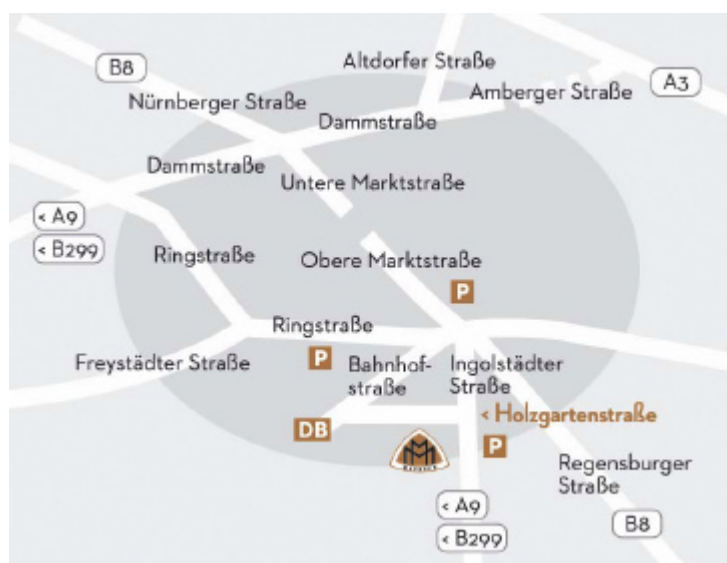 B8
Altdorfer Straße
Nürnberger Straße
Amberger Straße
A3
Dammstraße
Dammstraße
Untere Marktstraße
< A9
< B299
Ringstraße
Obere Marktstraße
P
Ringstraße
P
Freystädter Straße
Bahnhof-
straße
Ingolstädter
Straße
< Holzgartenstraße
DB
P
Regensburger
Straße
< A9
< B299
B8